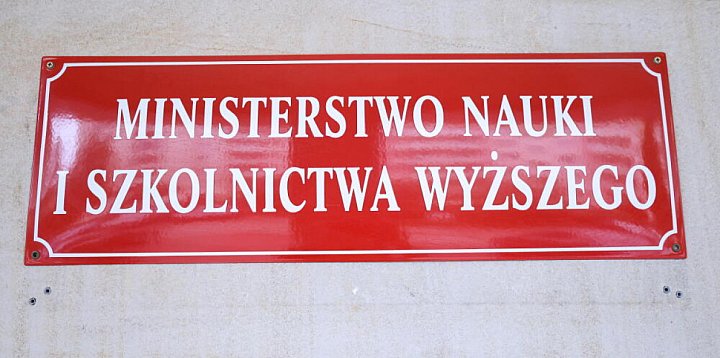 MINISTERSTWO NAUKI
I SZKOLNICTWA WYŻSZEGO